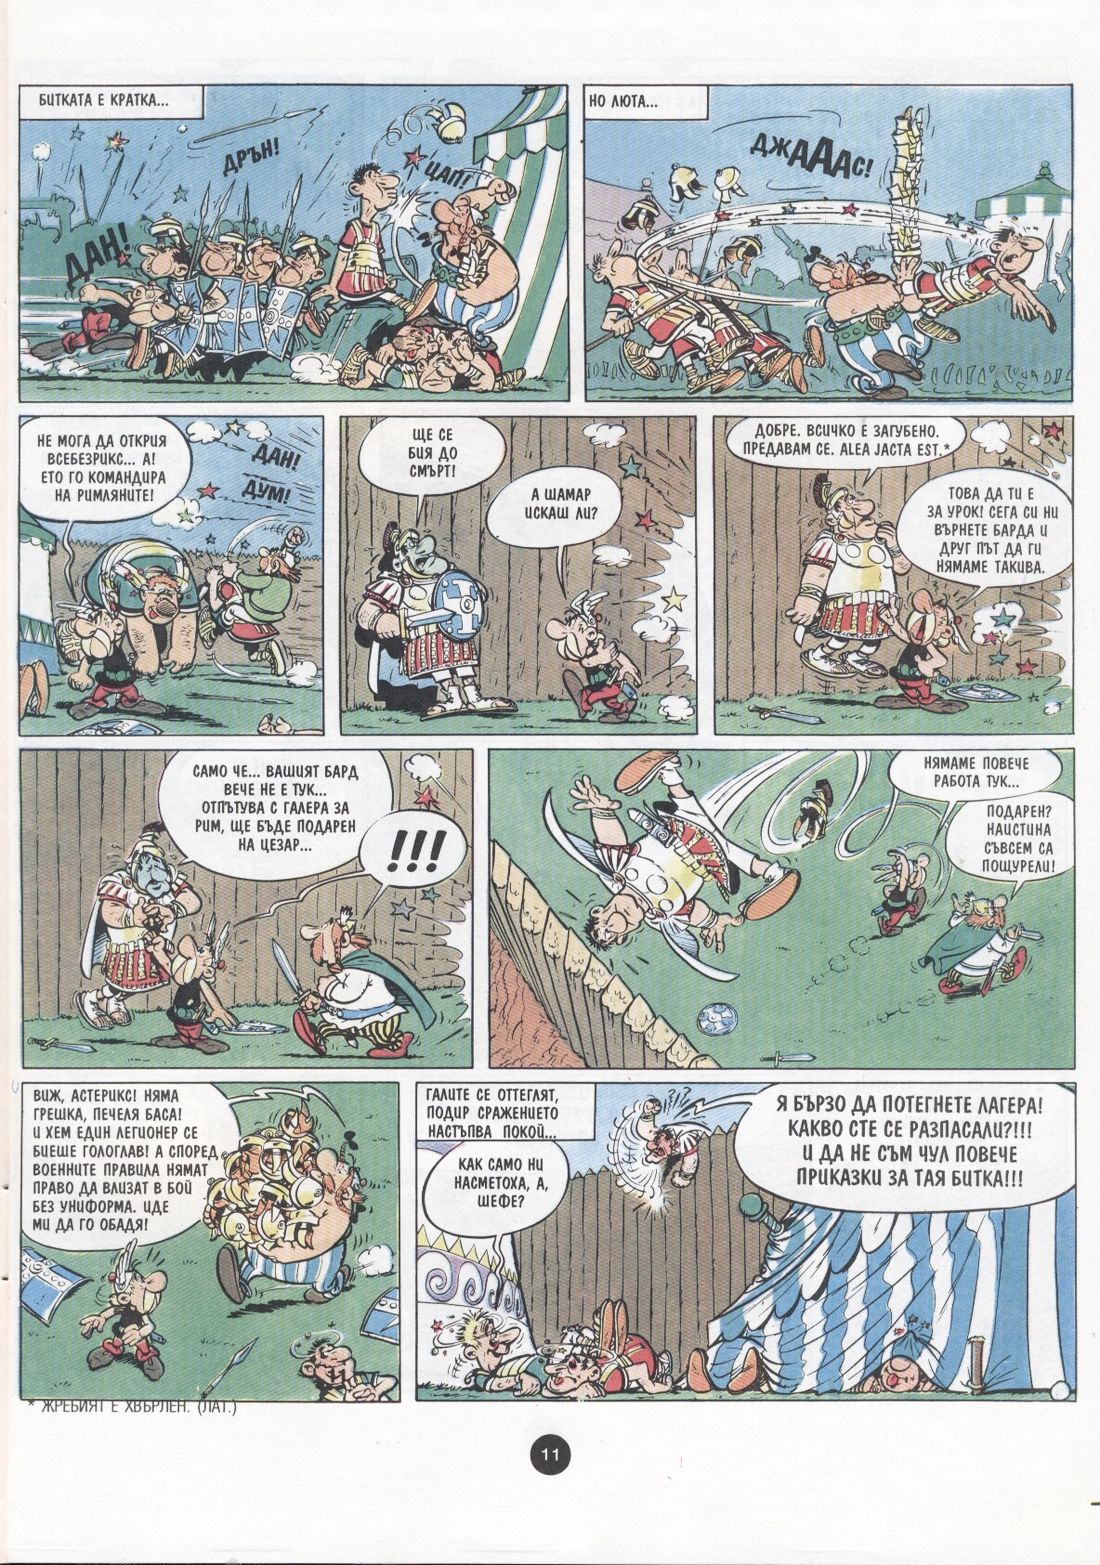 БИТКАТА Е КРАТКА...
ДАН!
ДРЪН!
ЦАП!
НО ЛЮТА...
ДЖАААС!
НЕ МОГА ДА ОТКРИЯ
ВСЕБЕЗРИКС... А!
ЕТО ГО КОМАНДИРА
НА РИМЛЯНИТЕ!
ДАН!
ДУМ!
ЩЕ СЕ
БИЯ ДО
СМЪРТ!
А ШАМАР
ИСКАШ ЛИ?
ДОБРЕ. ВСИЧКО Е ЗАГУБЕНО.
ПРЕДАВАМ СЕ. ALEA JACTA EST.*
ТОВА ДА ТИ Е
ЗА УРОК! СЕГА СИ НИ
ВЪРНЕТЕ БАРДА И
ДРУГ ПЪТ ДА ГИ
НЯМАМЕ ТАКИВА.
САМО ЧЕ... ВАШИЯТ БАРД
ВЕЧЕ НЕ Е ТУК...
ОТПЪТУВА С ГАЛЕРА ЗА
РИМ, ЩЕ БЪДЕ ПОДАРЕН
НА ЦЕЗАР...
!!!
НЯМАМЕ ПОВЕЧЕ
РАБОТА ТУК...
ПОДАРЕН?
НАИСТИНА
СЪВСЕМ СА
ПОЩУРЕЛИ!
ВИЖ, АСТЕРИКС! НЯМА
ГРЕШКА, ПЕЧЕЛЯ БАСА!
И ХЕМ ЕДИН ЛЕГИОНЕР СЕ
БИЕШЕ ГОЛОГЛАВ! А СПОРЕД
ВОЕННИТЕ ПРАВИЛА НЯМАТ
ПРАВО ДА ВЛИЗАТ В БОЙ
БЕЗ УНИФОРМА. ИДЕ
МИ ДА ГО ОБАДЯ!
ГАЛИТЕ СЕ ОТТЕГЛЯТ,
ПОДИР СРАЖЕНИЕТО
НАСТЪПВА ПОКОЙ...
КАК САМО НИ
НАСМЕТОХА, А,
ШЕФЕ?
Я БЪРЗО ДА ПОТЕГНЕТЕ ЛАГЕРА!
КАКВО СТЕ СЕ РАЗПАСАЛИ?!!!
И ДА НЕ СЪМ ЧУЛ ПОВЕЧЕ
ПРИКАЗКИ ЗА ТАЯ БИТКА!!!
* ЖРЕБИЯТ Е ХВЪРЛЕН. (ЛАТ.)
11